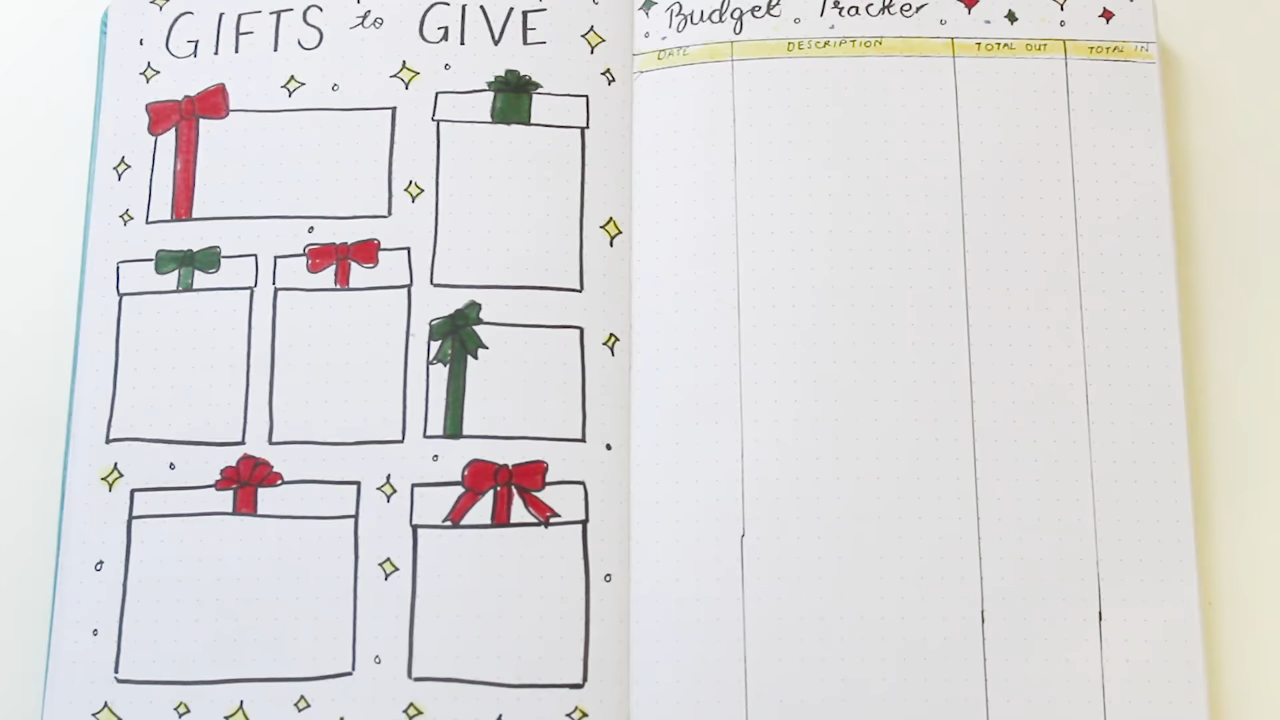 GIFTS to GIVE
Budget Tracker
DATE DESCRIPTION TOTAL OUT TOTAL IN